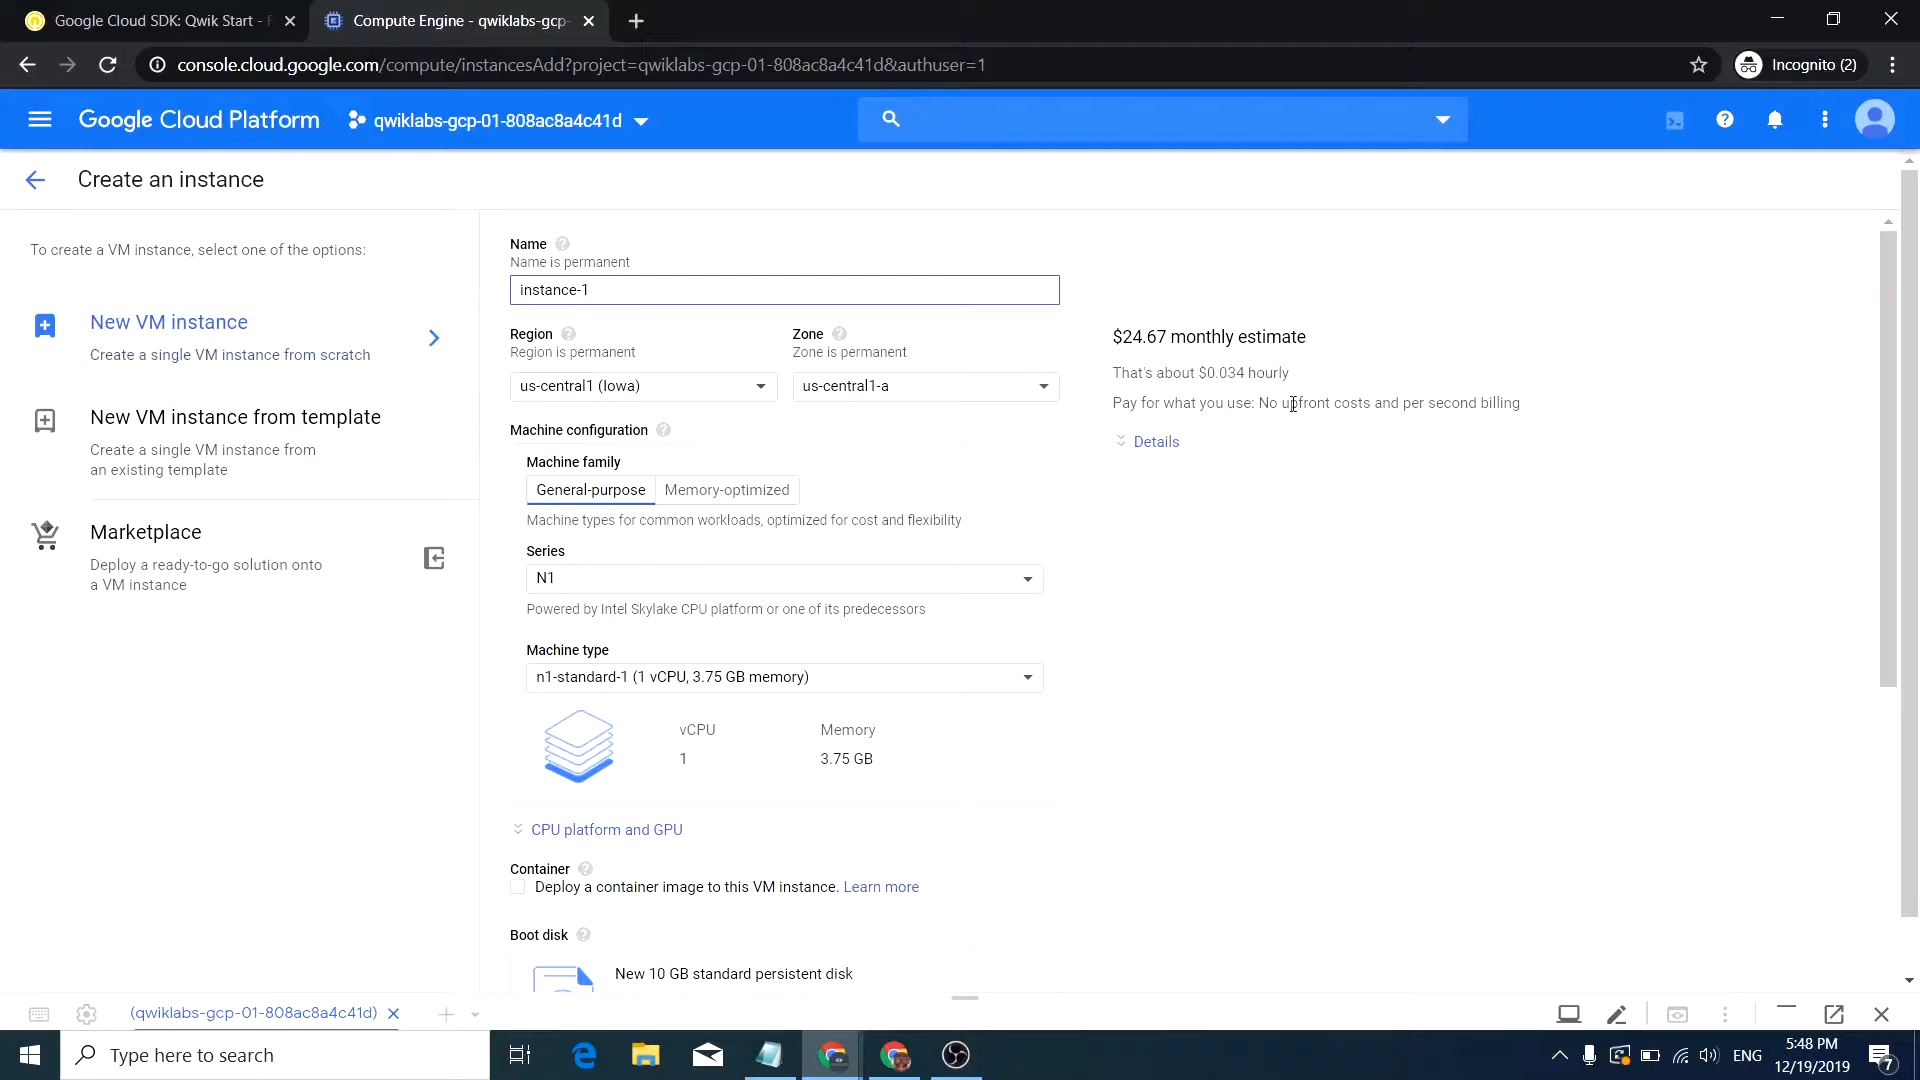 Google Cloud SDK: Qwik Start -
Compute Engine - qwiklabs-gcp-
console.cloud.google.com/compute/instancesAdd?project=qwiklabs-gcp-01-808ac8a4c41d&authuser=1
Incognito (2)
Google Cloud Platform
qwiklabs-gcp-01-808ac8a4c41d
Create an instance
To create a VM instance, select one of the options:
New VM instance
Create a single VM instance from scratch
New VM instance from template
Create a single VM instance from
an existing template
Marketplace
Deploy a ready-to-go solution onto
a VM instance
Name
Name is permanent
instance-1
Region
Region is permanent
us-central1 (Iowa)
Zone
Zone is permanent
us-central1-a
Machine configuration
Machine family
General-purpose
Memory-optimized
Machine types for common workloads, optimized for cost and flexibility
Series
N1
Powered by Intel Skylake CPU platform or one of its predecessors
Machine type
n1-standard-1 (1 vCPU, 3.75 GB memory)
vCPU
Memory
1
3.75 GB
CPU platform and GPU
Container
Deploy a container image to this VM instance. Learn more
Boot disk
New 10 GB standard persistent disk
$24.67 monthly estimate
That's about $0.034 hourly
Pay for what you use: No upfront costs and per second billing
Details
(qwiklabs-gcp-01-808ac8a4c41d)
Type here to search
ENG
5:48 PM
12/19/2019
7